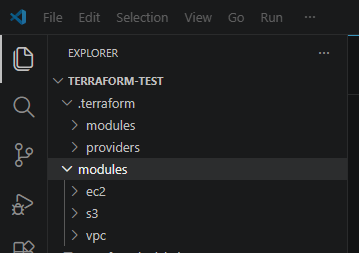 File Edit Selection View Go Run ...
EXPLORER ...
TERRAFORM-TEST
.terraform
modules
providers
modules
ec2
s3
vpc